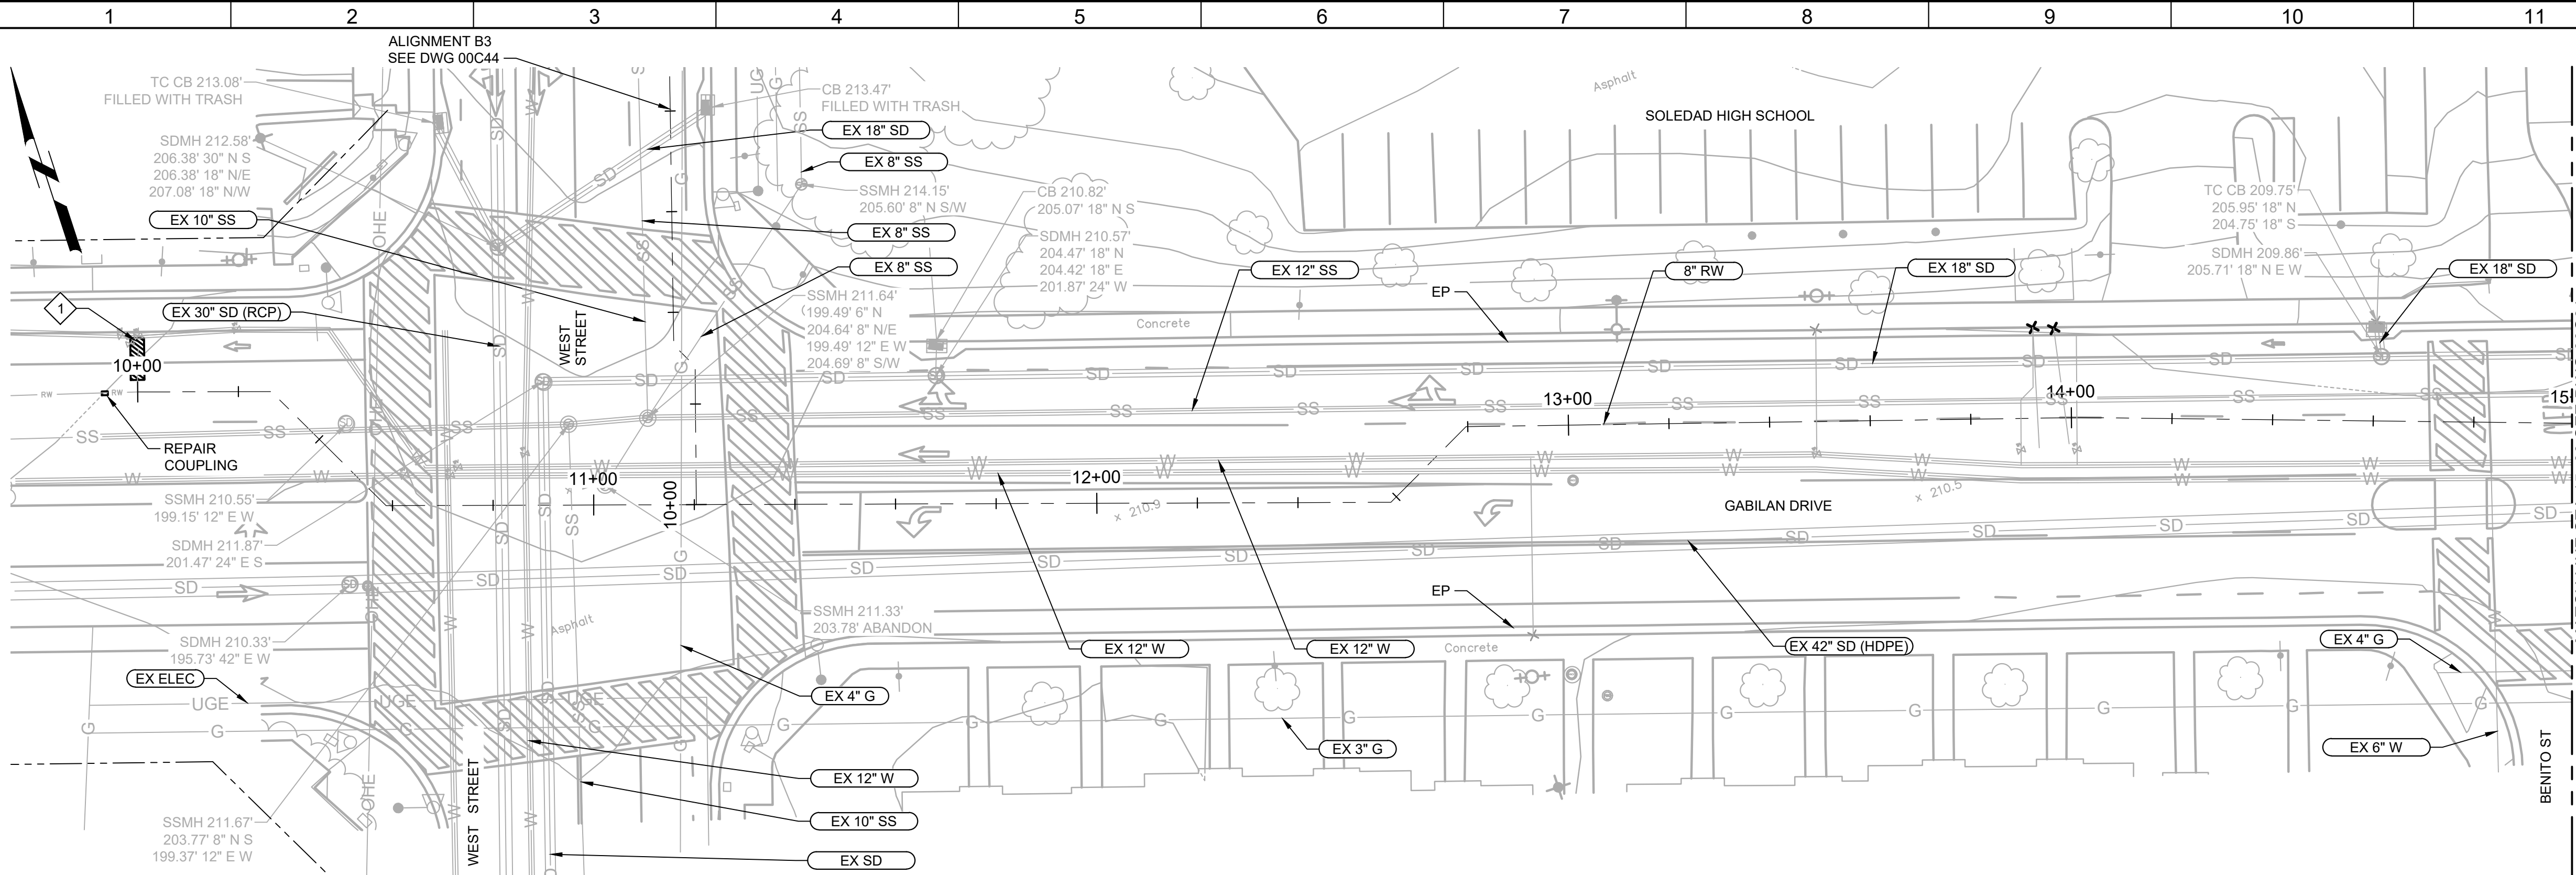 1 2 3 4 5 6 7 8 9 10 11
ALIGNMENT B3
SEE DWG 00C44
TC CB 213.08'
FILLED WITH TRASH
SDMH 212.58'
206.38' 30" N S
206.38' 18" N/E
207.08' 18" N/W
EX 10" SS
1
EX 30" SD (RCP)
10+00
REPAIR
COUPLING
RW
RW
SSMH 210.55'
199.15' 12" E W
SDMH 211.87'
201.47' 24" E S
SDMH 210.33'
195.73' 42" E W
EX ELEC
UGE
UGE
OHE
OHE
SSMH 211.67'
203.77' 8" N S
199.37' 12" E W
WEST STREET
WEST
STREET
11+00
10+00
Asphalt
CB 213.47'
FILLED WITH TRASH
EX 18" SD
EX 8" SS
SSMH 214.15'
205.60' 8" N S/W
EX 8" SS
EX 8" SS
SSMH 211.64'
199.49' 6" N
204.64' 8" N/E
199.49' 12" E W
204.69' 8" S/W
CB 210.82'
205.07' 18" N S
SDMH 210.57'
204.47' 18" N
204.42' 18" E
201.87' 24" W
Concrete
EX 12" SS
EP
8" RW
EX 18" SD
Asphalt
SOLEDAD HIGH SCHOOL
TC CB 209.75'
205.95' 18" N
204.75' 18" S
SDMH 209.86'
205.71' 18" N E W
EX 18" SD
12+00
13+00
14+00
x 210.9
x 210.5
GABILAN DRIVE
EP
SSMH 211.33'
203.78' ABANDON
EX 12" W
EX 12" W
Concrete
EX 42" SD (HDPE)
EX 4" G
EX 4" G
EX 3" G
EX 12" W
EX 10" SS
EX SD
EX 6" W
BENITO ST